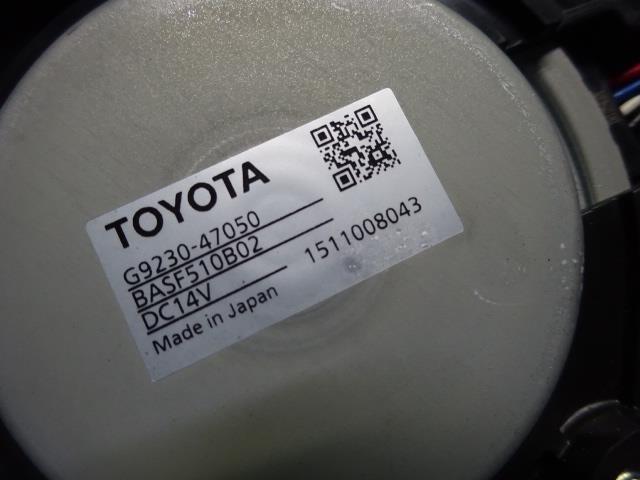 TOYOTA
G9230-47050
BASF510B02
DC14V 1511008043
Made in Japan